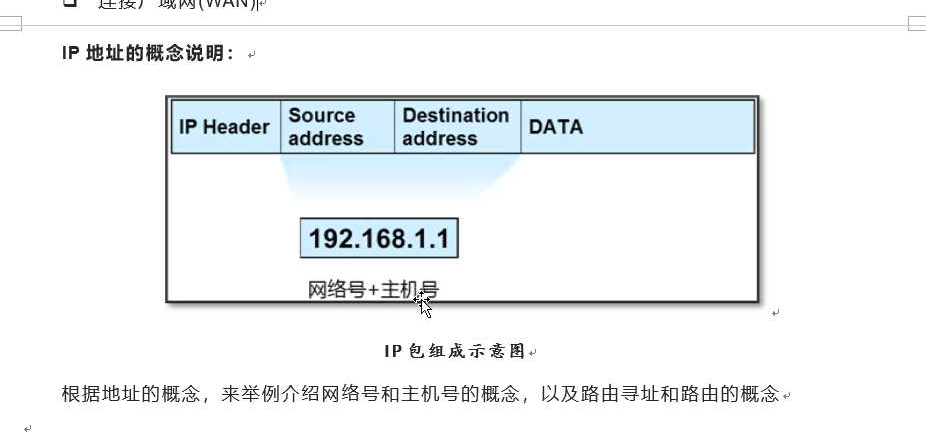 连接广域网(WAN)
IP 地址的概念说明：
IP Header Source address Destination address DATA
192.168.1.1
网络号+主机号
IP 包组成示意图
根据地址的概念，来举例介绍网络号和主机号的概念，以及路由寻址和路由的概念